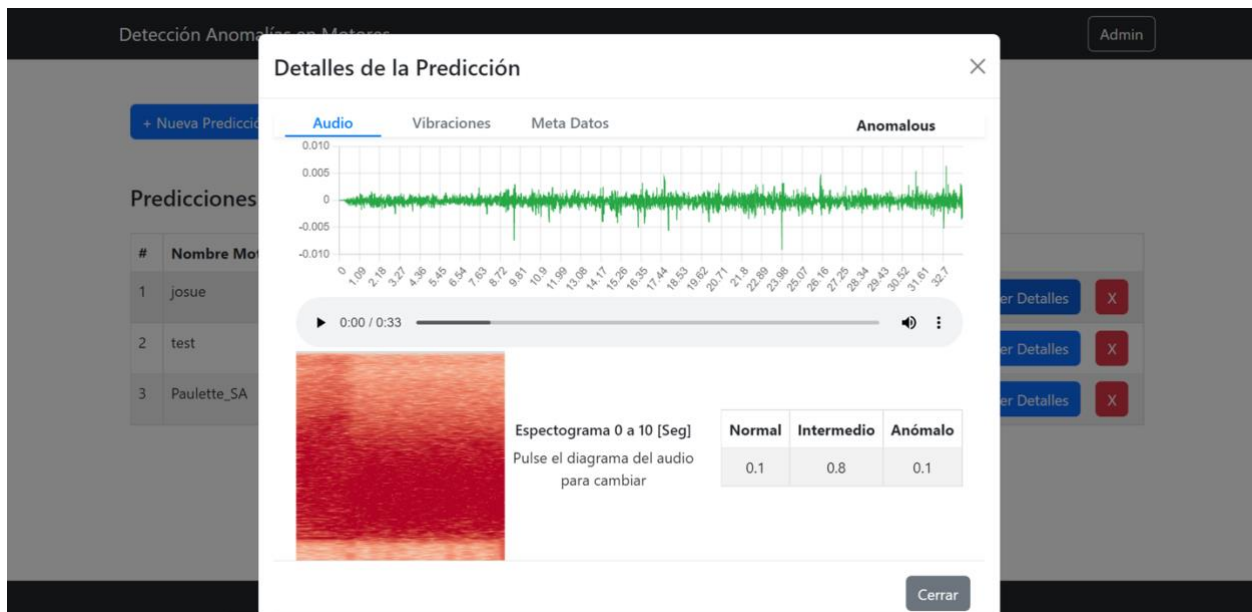 Detección Anomalías en Motores
Admin
Detalles de la Predicción
+ Nueva Predicció
Audio Vibraciones Meta Datos Anomalous
0.010
0.005
0
-0.005
-0.010
0 1.09 2.18 3.27 4.36 5.45 6.54 7.63 8.72 9.81 10.9 11.99 13.08 14.17 15.26 16.35 17.44 18.53 19.62 20.71 21.8 22.89 23.98 25.07 26.16 27.25 28.34 29.43 30.52 31.61 32.7
Predicciones
# Nombre Mot
1 josue er Detalles X
0:00 / 0:33
2 test er Detalles X
3 Paulette_SA er Detalles X
Espectograma 0 a 10 [Seg]
Pulse el diagrama del audio
para cambiar
Normal Intermedio Anómalo
0.1 0.8 0.1
Cerrar